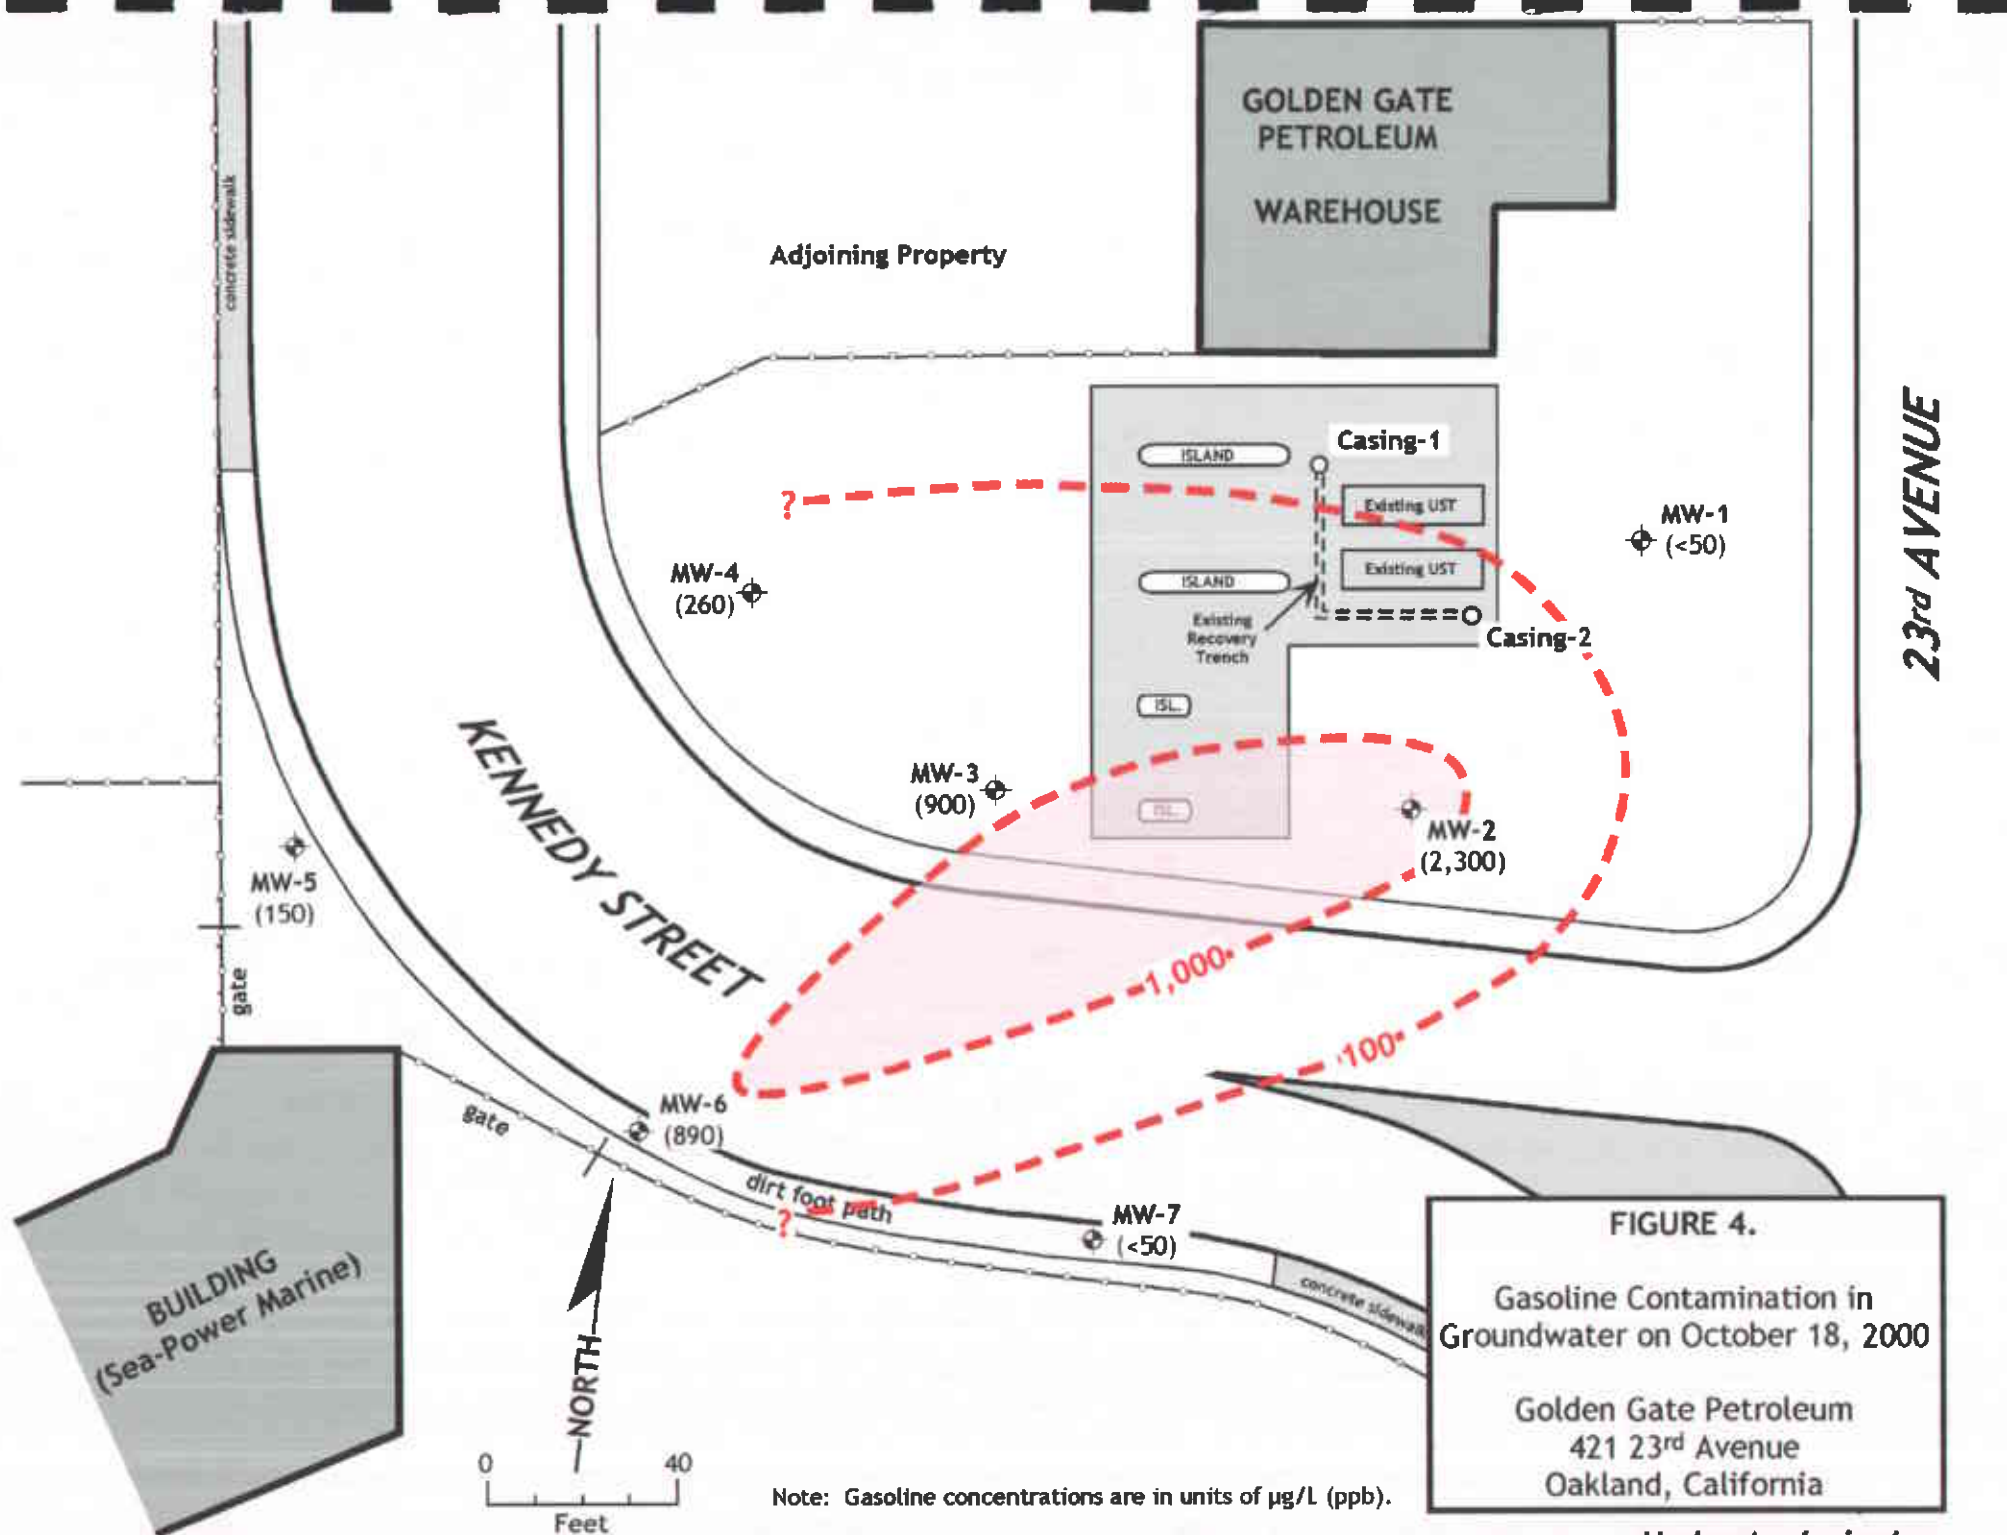 GOLDEN GATE
PETROLEUM
WAREHOUSE
concrete sidewalk
Adjoining Property
23rd AVENUE
ISLAND
Casing-1
Existing UST
?
MW-1
(<50)
MW-4
(260)
ISLAND
Existing UST
Existing
Recovery
Trench
Casing-2
ISL.
KENNEDY STREET
MW-3
(900)
ISL.
MW-2
(2,300)
MW-5
(150)
gate
1,000
100
MW-6
(890)
gate
dirt foot path
?
MW-7
(<50)
concrete sidewalk
BUILDING
(Sea-Power Marine)
NORTH
0 40
Feet
Note: Gasoline concentrations are in units of µg/L (ppb).
FIGURE 4.
Gasoline Contamination in
Groundwater on October 18, 2000
Golden Gate Petroleum
421 23rd Avenue
Oakland, California